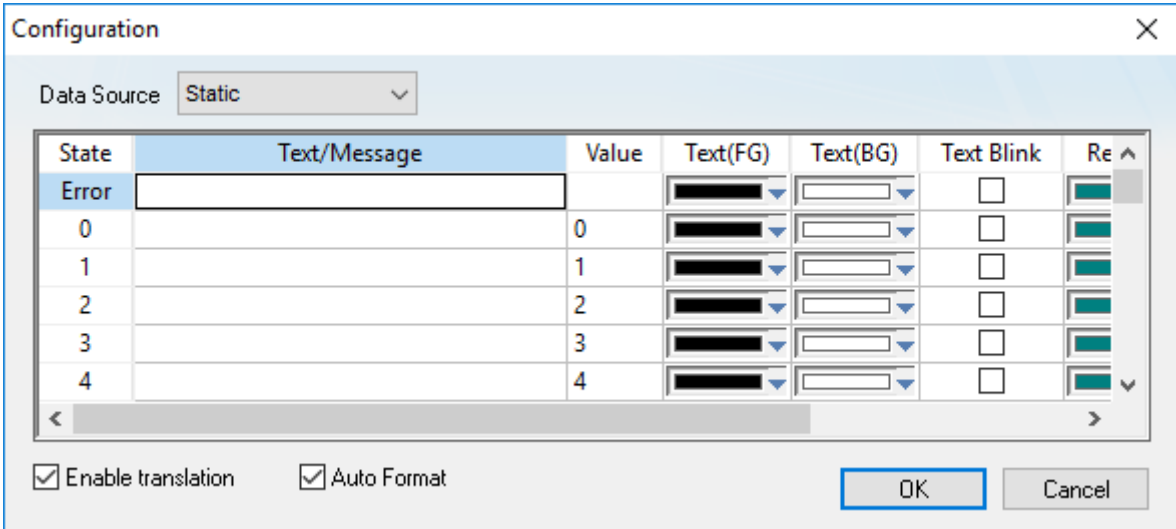 Configuration
Data Source Static
State Text/Message Value Text(FG) Text(BG) Text Blink Re
Error
0 0
1 1
2 2
3 3
4 4
Enable translation Auto Format OK Cancel